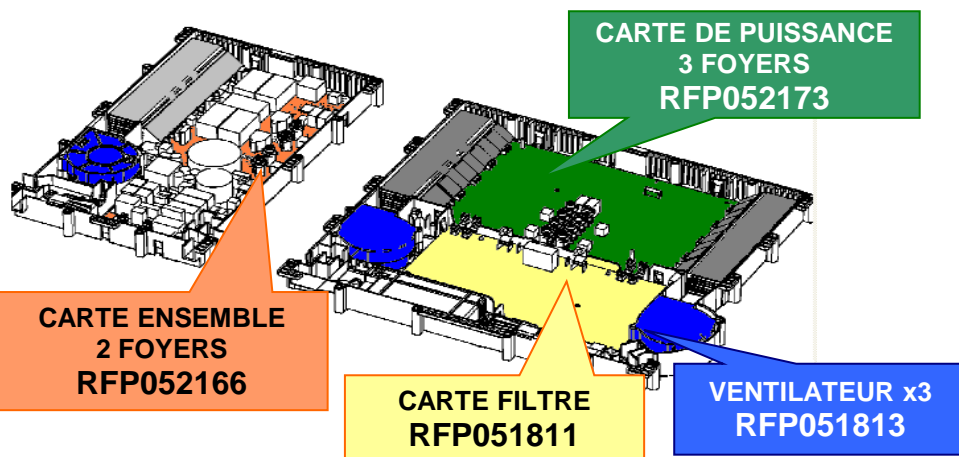 CARTE DE PUISSANCE
3 FOYERS
RFP052173
CARTE ENSEMBLE
2 FOYERS
RFP052166
CARTE FILTRE
RFP051811
VENTILATEUR x3
RFP051813